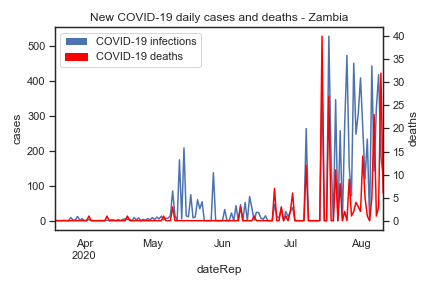 New COVID-19 daily cases and deaths - Zambia
COVID-19 infections
COVID-19 deaths
500
400
300
200
100
0
cases
40
35
30
25
20
15
10
5
0
deaths
Apr
2020
May
Jun
Jul
Aug
dateRep